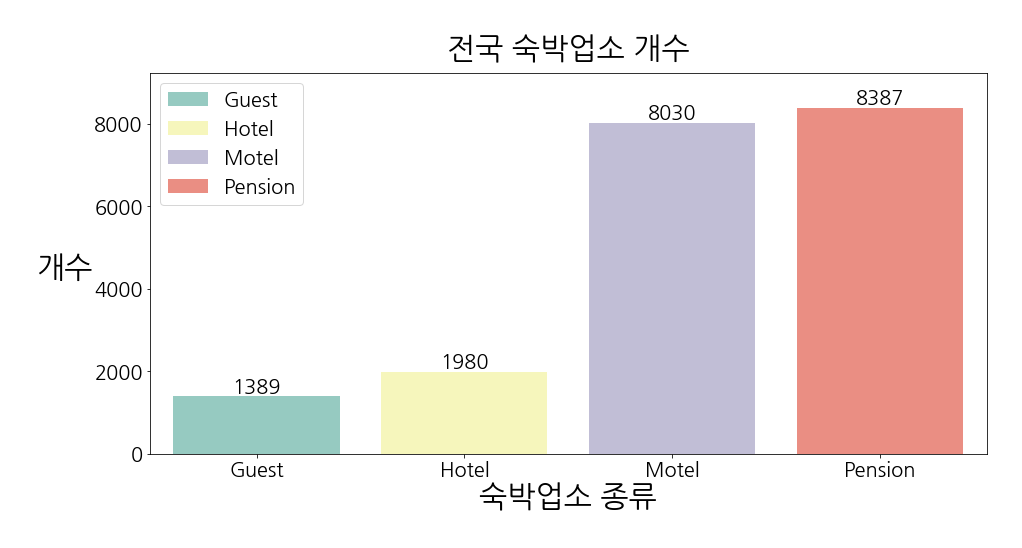 전국 숙박업소 개수
Guest
Hotel
Motel
Pension
8000
6000
4000
2000
0
개수
1389
1980
8030
8387
Guest
Hotel
Motel
Pension
숙박업소 종류